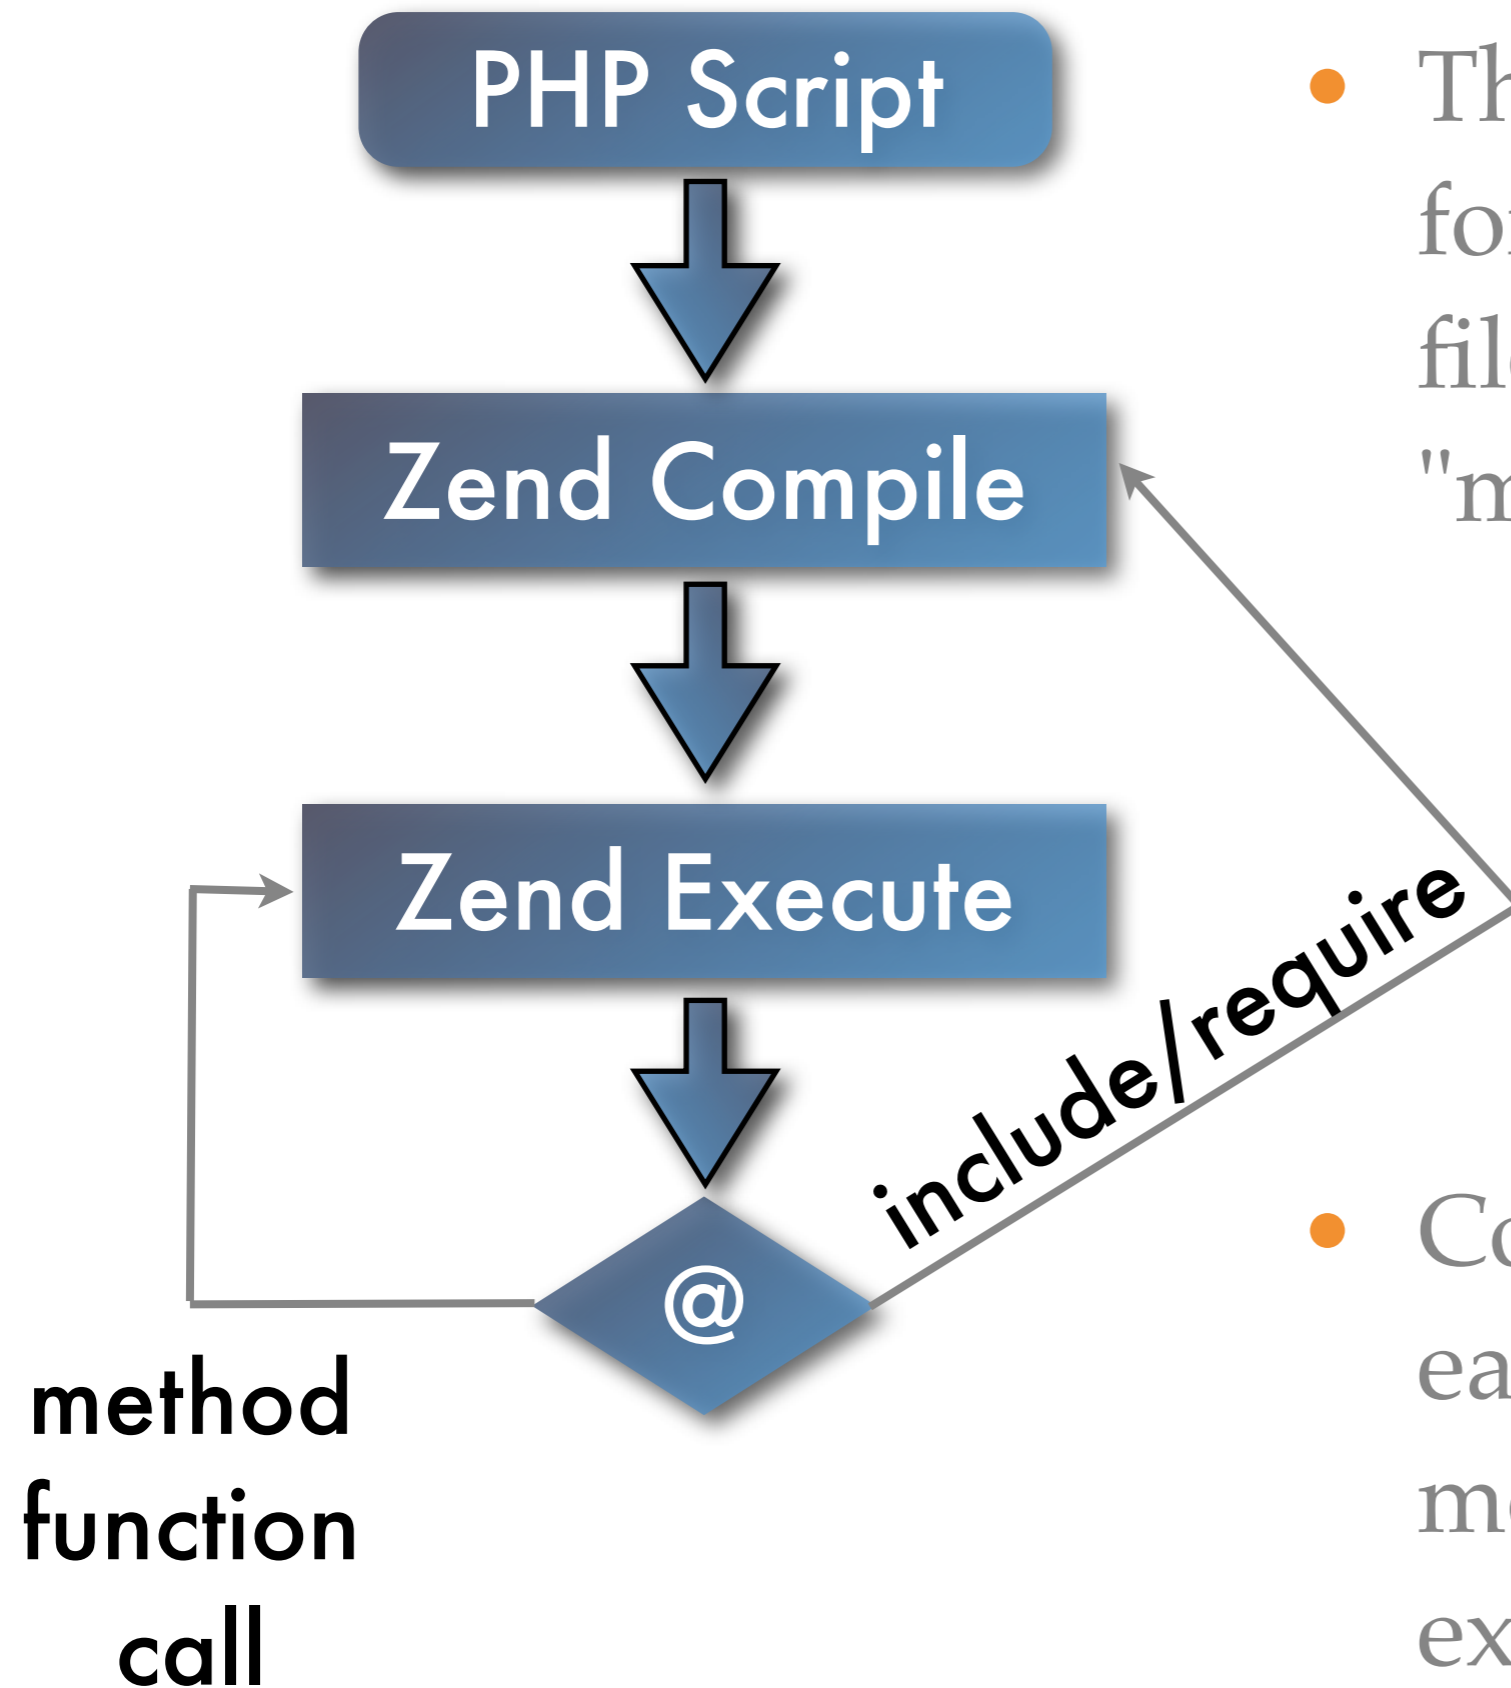 PHP Script
Zend Compile
Zend Execute
include/require
@
method
function
call